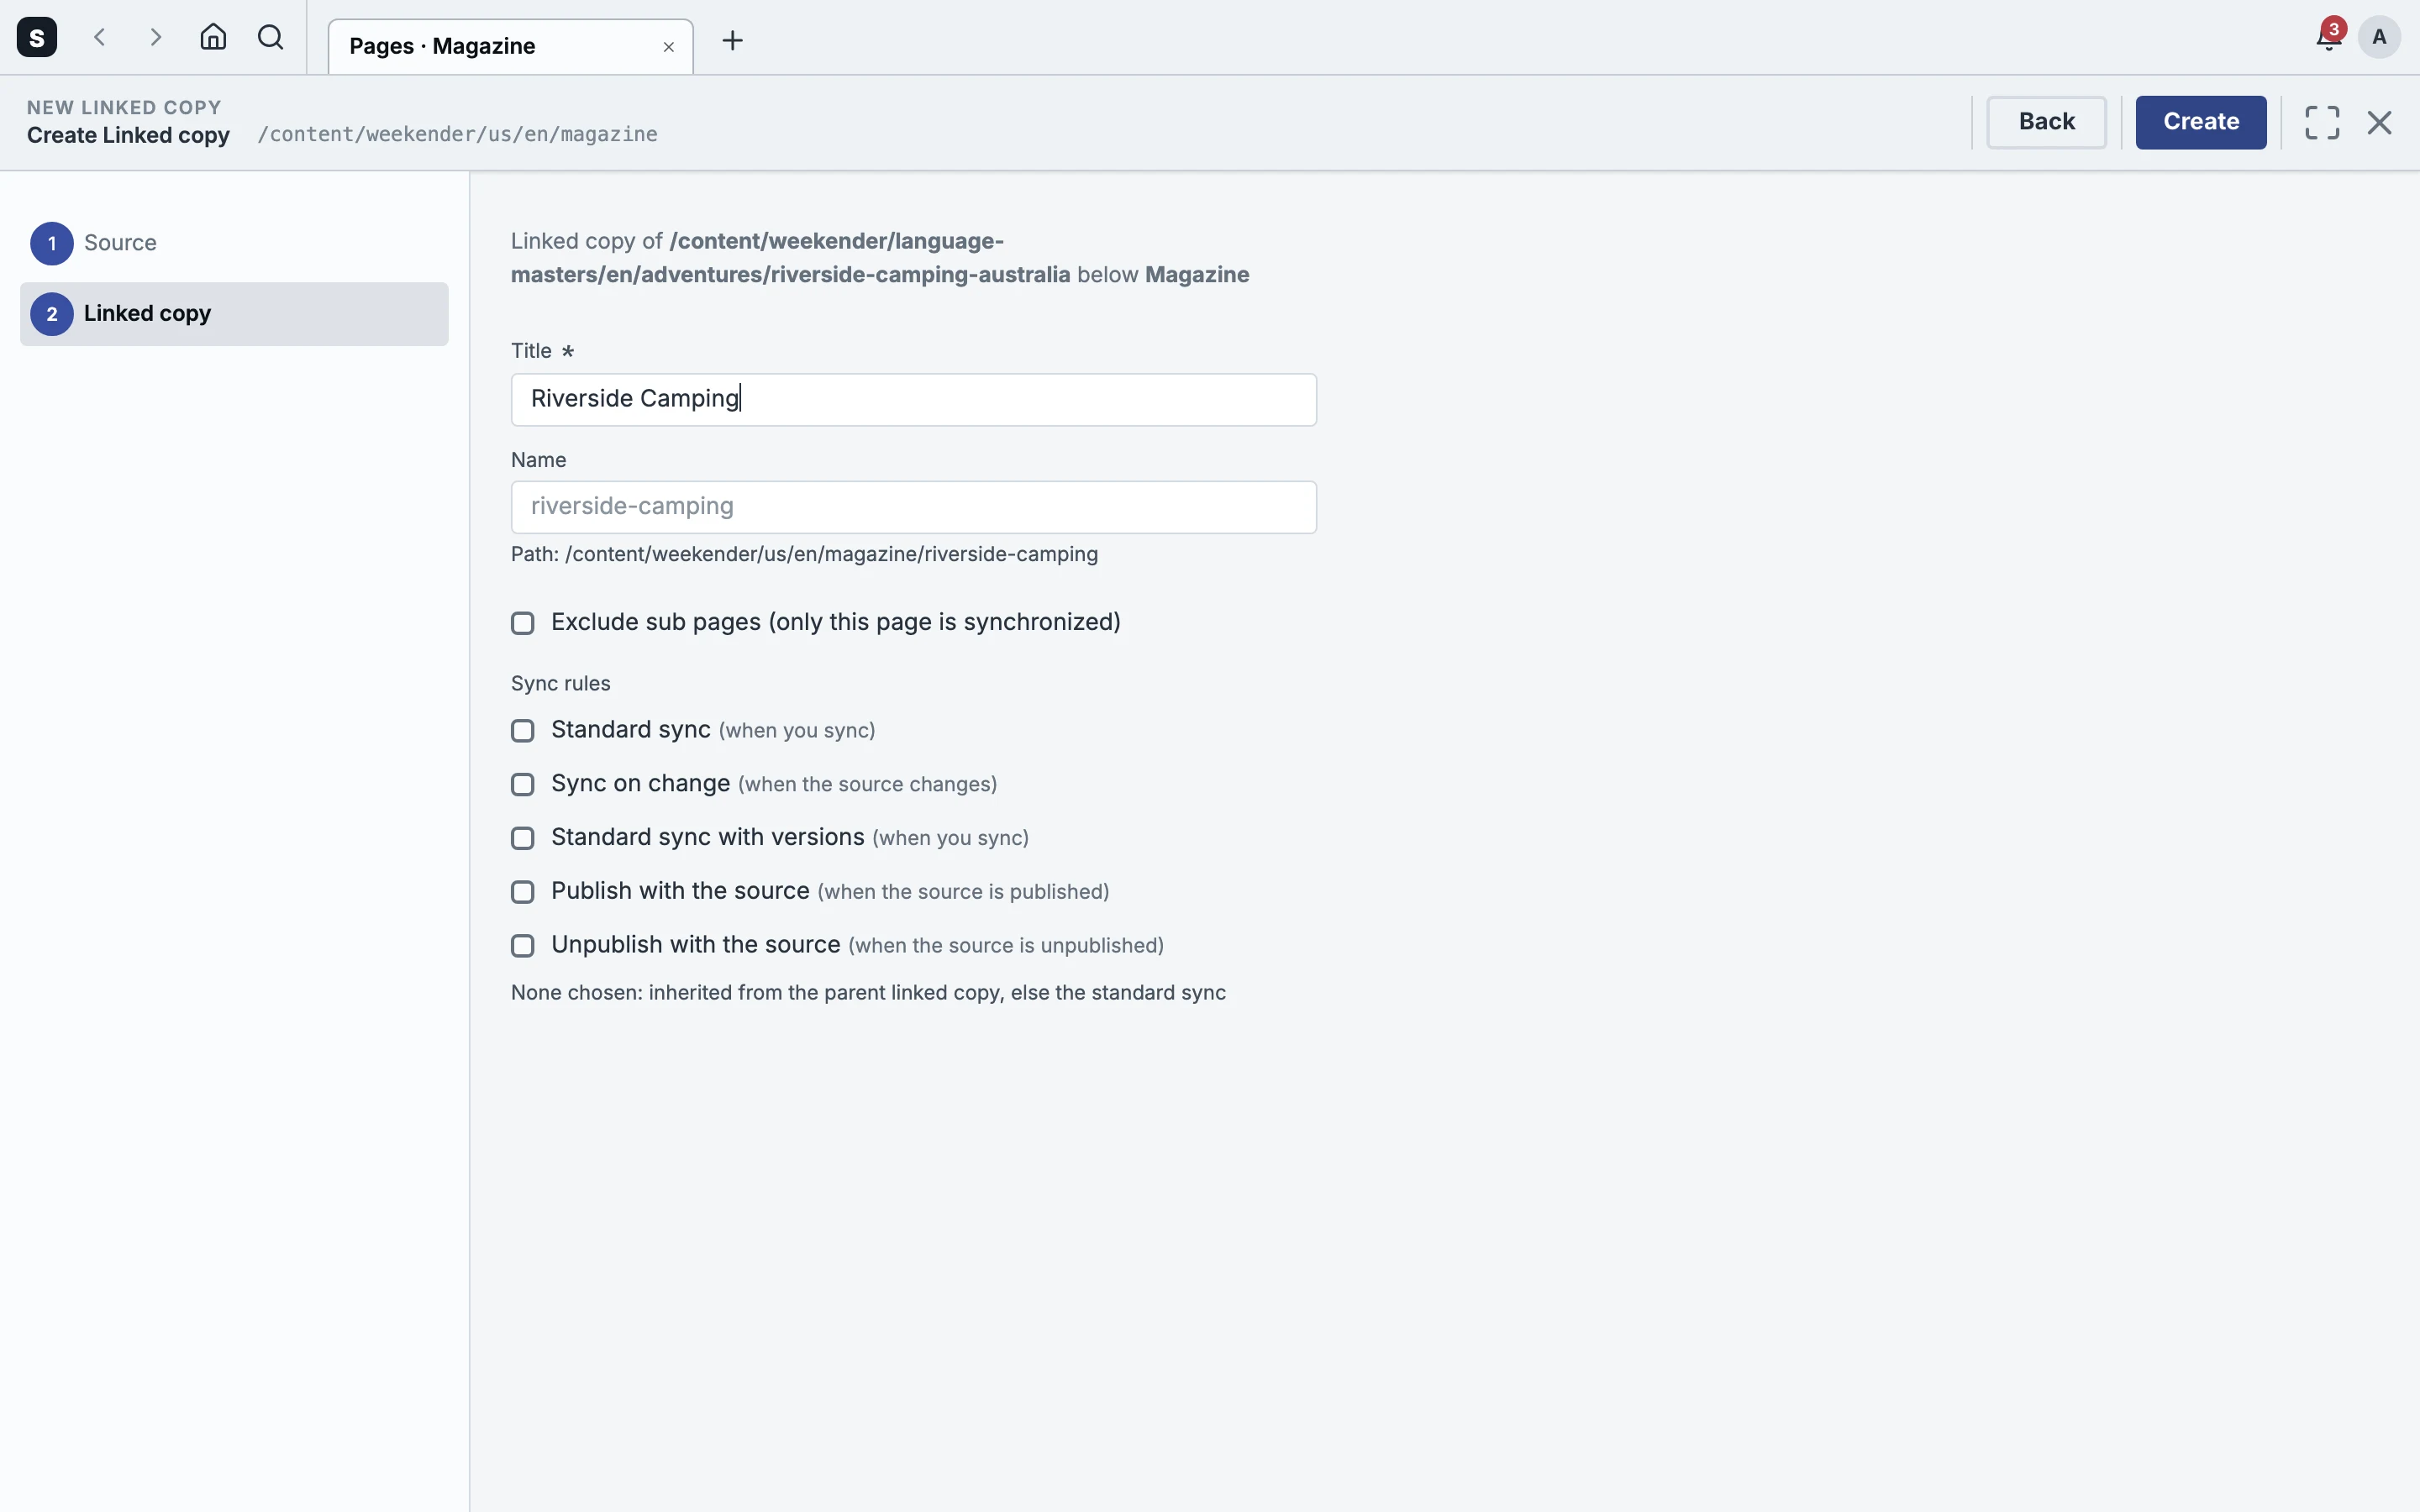 S
Pages · Magazine
3
A
NEW LINKED COPY
Create Linked copy /content/weekender/us/en/magazine
Back
Create
1 Source
2 Linked copy
Linked copy of /content/weekender/language-
masters/en/adventures/riverside-camping-australia below Magazine
Title *
Riverside Camping
Name
riverside-camping
Path: /content/weekender/us/en/magazine/riverside-camping
Exclude sub pages (only this page is synchronized)
Sync rules
Standard sync (when you sync)
Sync on change (when the source changes)
Standard sync with versions (when you sync)
Publish with the source (when the source is published)
Unpublish with the source (when the source is unpublished)
None chosen: inherited from the parent linked copy, else the standard sync